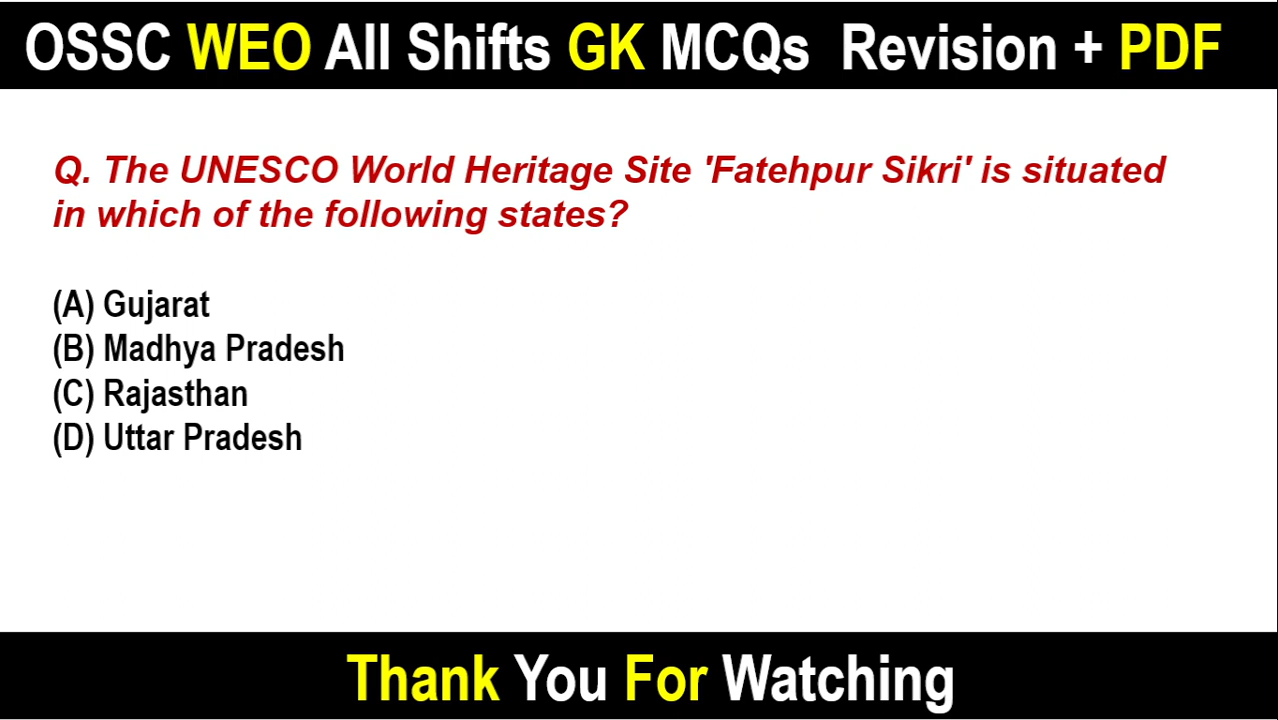 OSSC WEO All Shifts GK MCQs Revision + PDF
Q. The UNESCO World Heritage Site 'Fatehpur Sikri' is situated
in which of the following states?
(A) Gujarat
(B) Madhya Pradesh
(C) Rajasthan
(D) Uttar Pradesh
Thank You For Watching